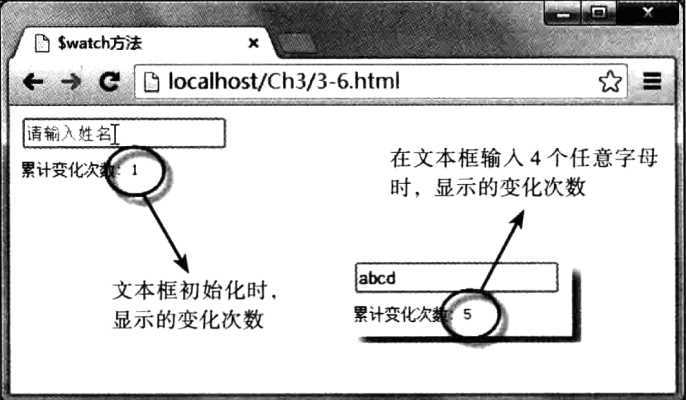 $watch方法
localhost/Ch3/3-6.html
请输入姓名
累计变化次数: 1
在文本框输入 4 个任意字母
时，显示的变化次数
文本框初始化时，
显示的变化次数
abcd
累计变化次数: 5